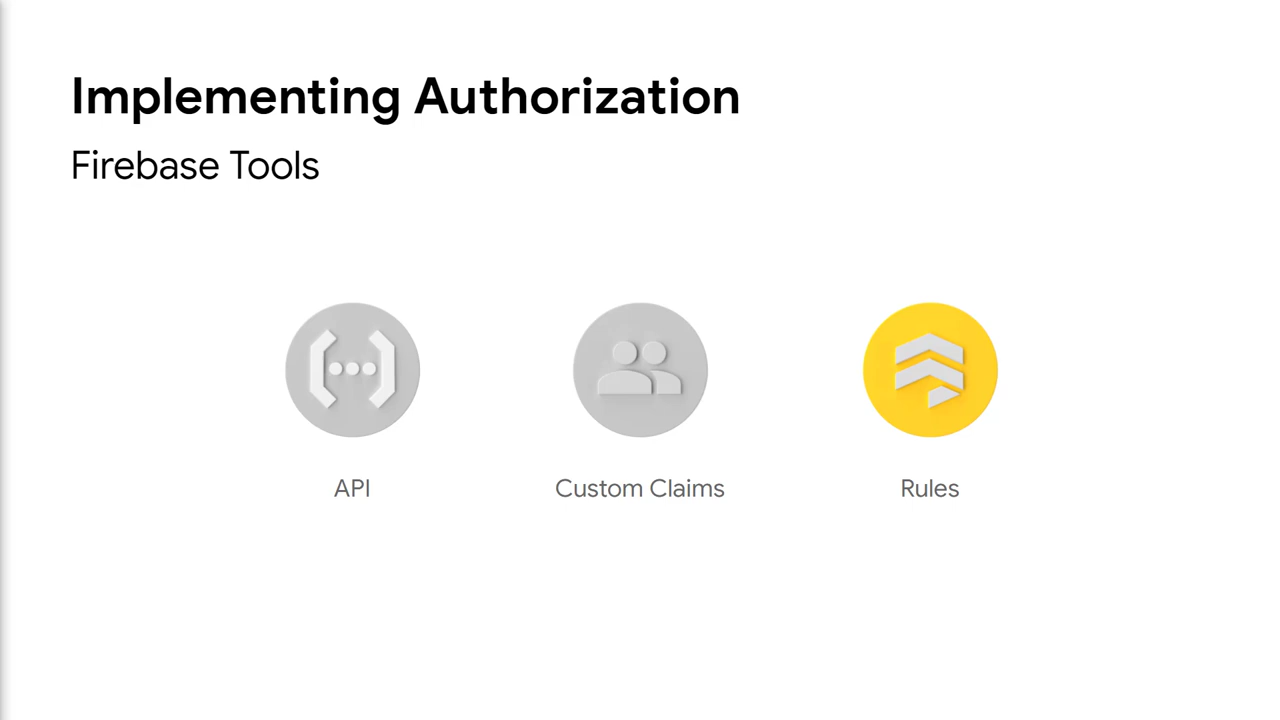 Implementing Authorization
Firebase Tools
API
Custom Claims
Rules